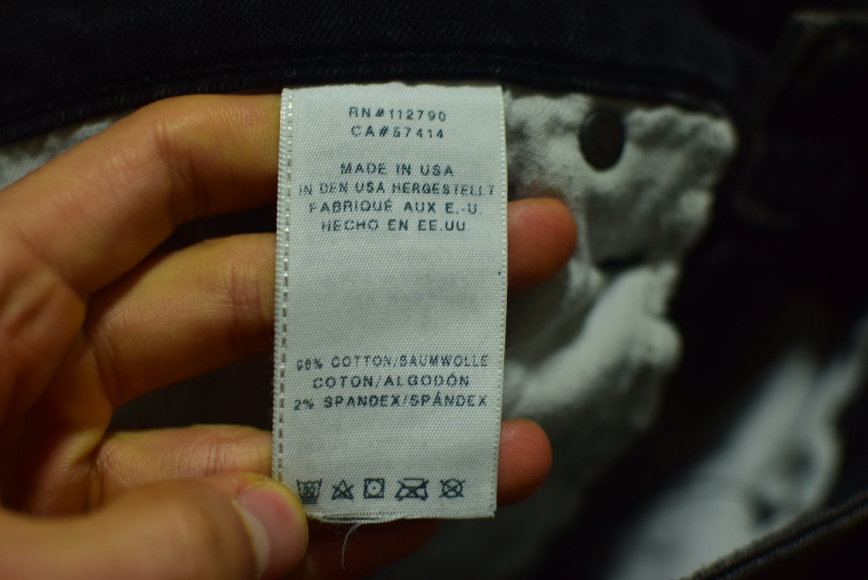 RN#112790
CA#57414
MADE IN USA
IN DEN USA HERGESTELLT
FABRIQUÉ AUX E.-U.
HECHO EN EE.UU
98% COTTON/BAUMWOLLE
COTON/ALGODÓN
2% SPANDEX/SPÁNDEX